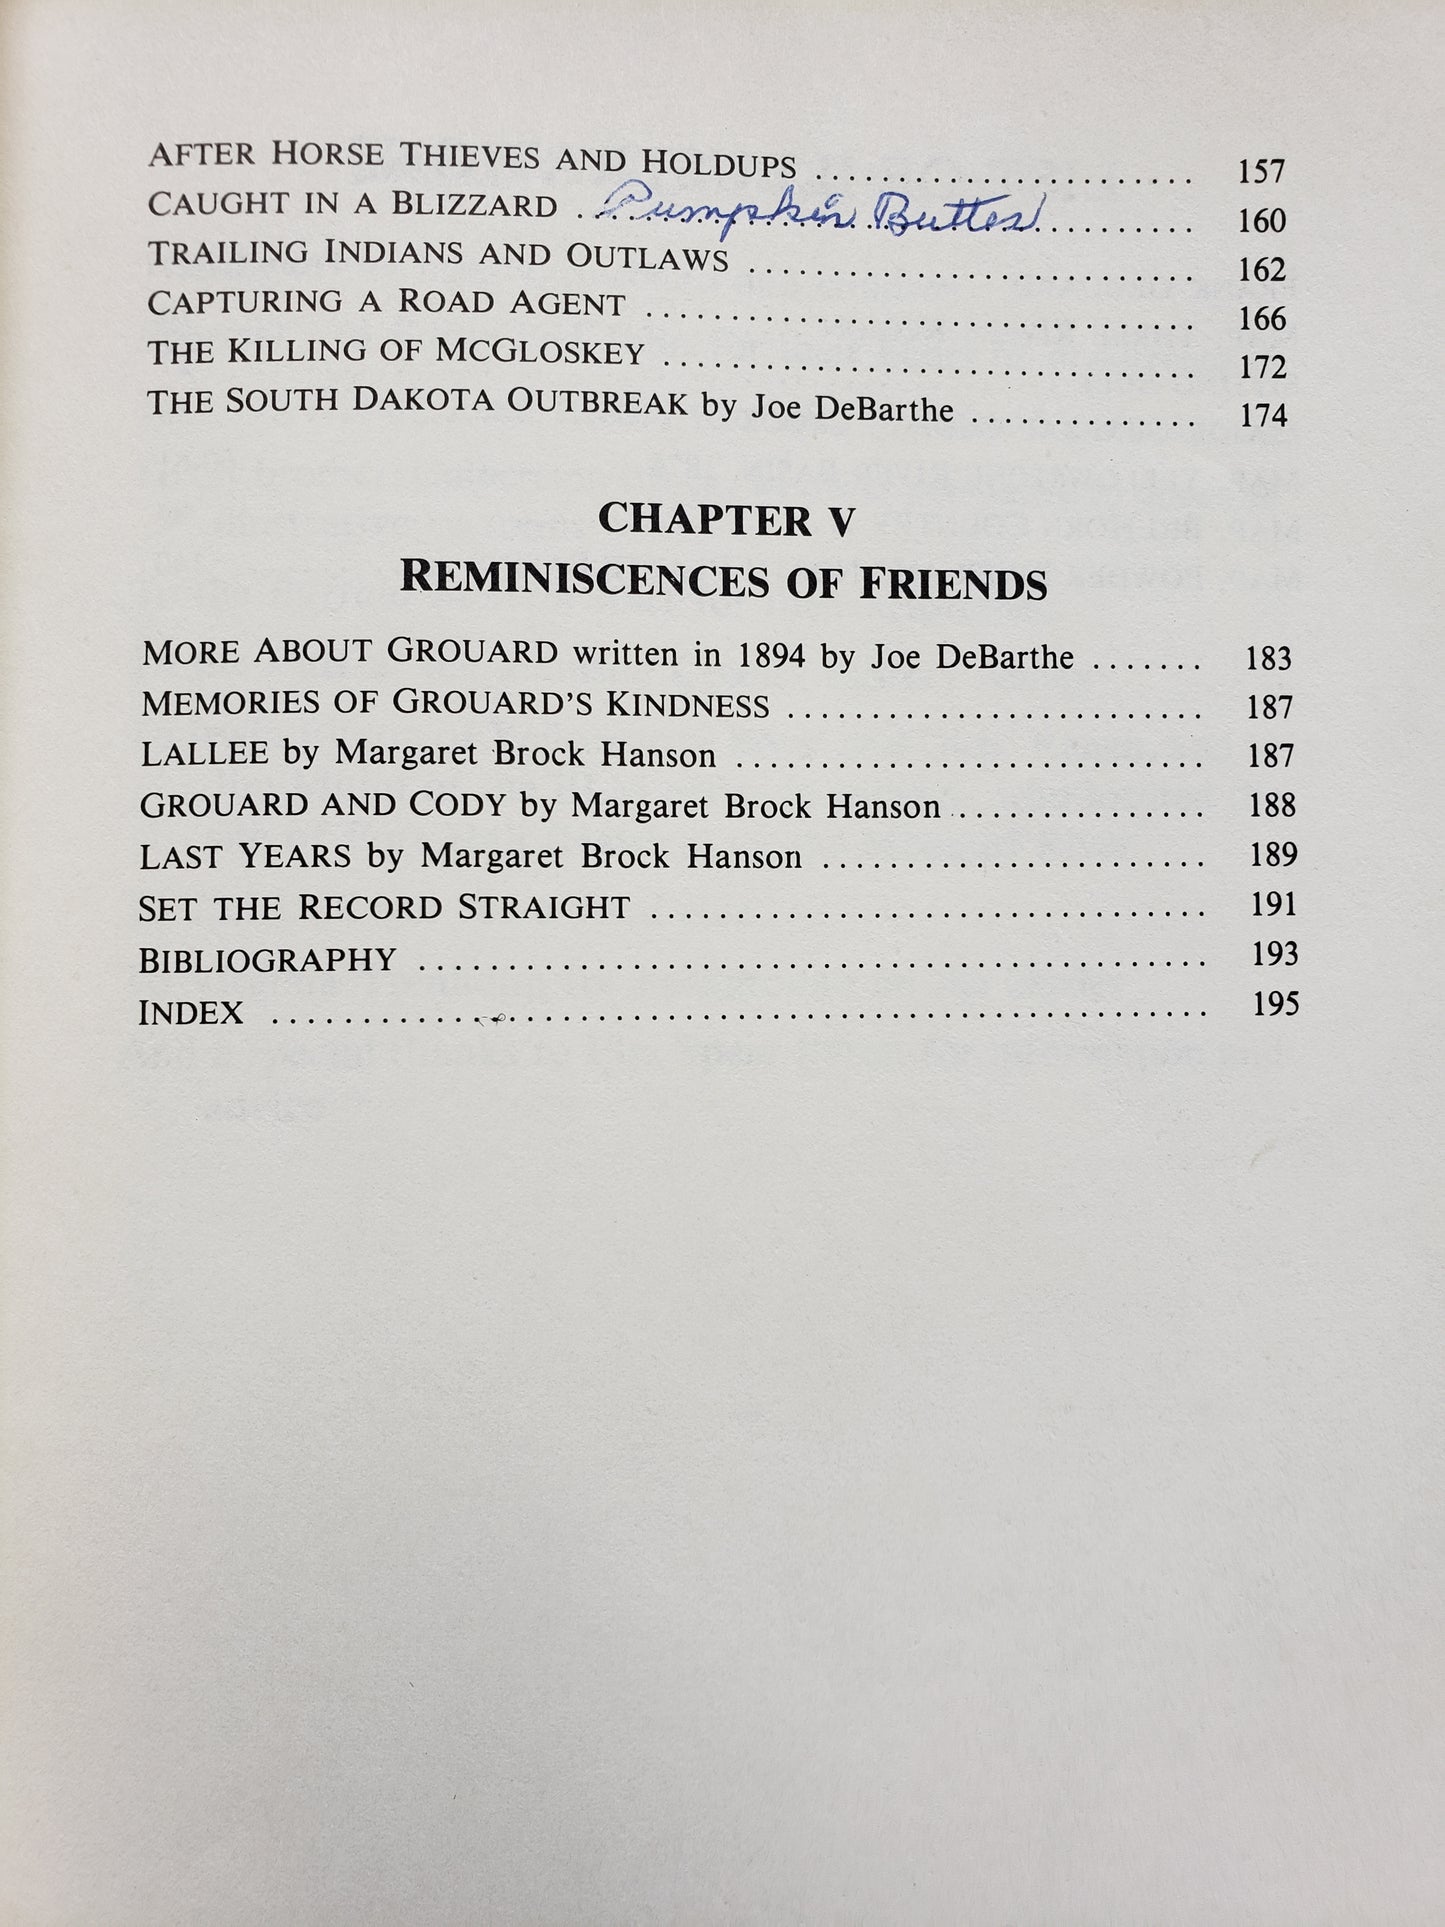 AFTER HORSE THIEVES AND HOLDUPS ....................... 157
CAUGHT IN A BLIZZARD .. Pumpkin Buttes .......... 160
TRAILING INDIANS AND OUTLAWS ........................... 162
CAPTURING A ROAD AGENT ................................. 166
THE KILLING OF MCGLOSKEY ................................ 172
THE SOUTH DAKOTA OUTBREAK by Joe DeBarthe .............. 174
CHAPTER V
REMINISCENCES OF FRIENDS
MORE ABOUT GROUARD written in 1894 by Joe DeBarthe ....... 183
MEMORIES OF GROUARD'S KINDNESS ......................... 187
LALLEE by Margaret Brock Hanson ............................ 187
GROUARD AND CODY by Margaret Brock Hanson ............... 188
LAST YEARS by Margaret Brock Hanson ....................... 189
SET THE RECORD STRAIGHT ................................. 191
BIBLIOGRAPHY ............................................... 193
INDEX ..................................................... 195